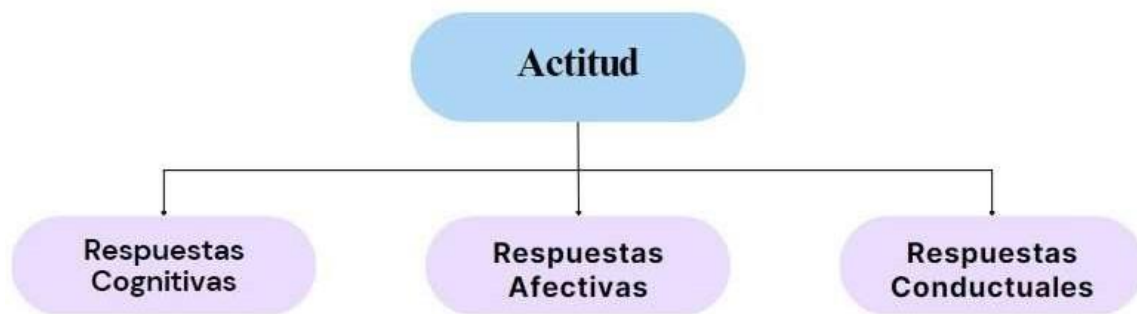 Actitud
Respuestas
Cognitivas
Respuestas
Afectivas
Respuestas
Conductuales